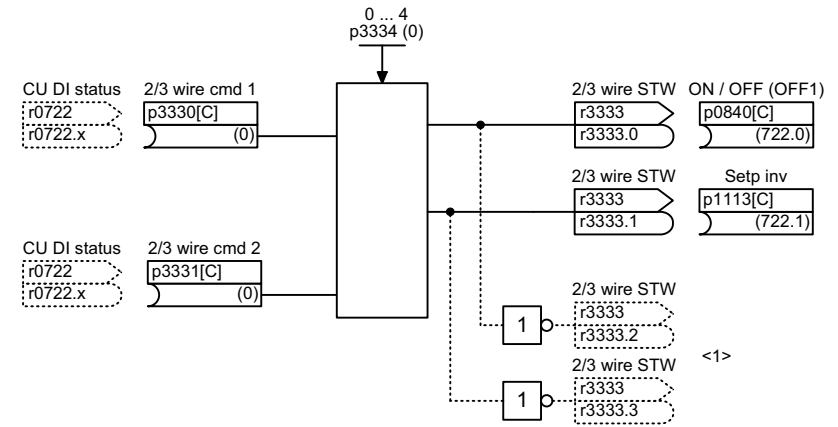 0 ... 4
p3334 (0)
CU DI status
r0722
r0722.x
2/3 wire cmd 1
p3330[C]
(0)
2/3 wire STW
r3333
r3333.0
ON / OFF (OFF1)
p0840[C]
(722.0)
2/3 wire STW
r3333
r3333.1
Setp inv
p1113[C]
(722.1)
CU DI status
r0722
r0722.x
2/3 wire cmd 2
p3331[C]
(0)
1
2/3 wire STW
r3333
r3333.2
<1>
1
2/3 wire STW
r3333
r3333.3